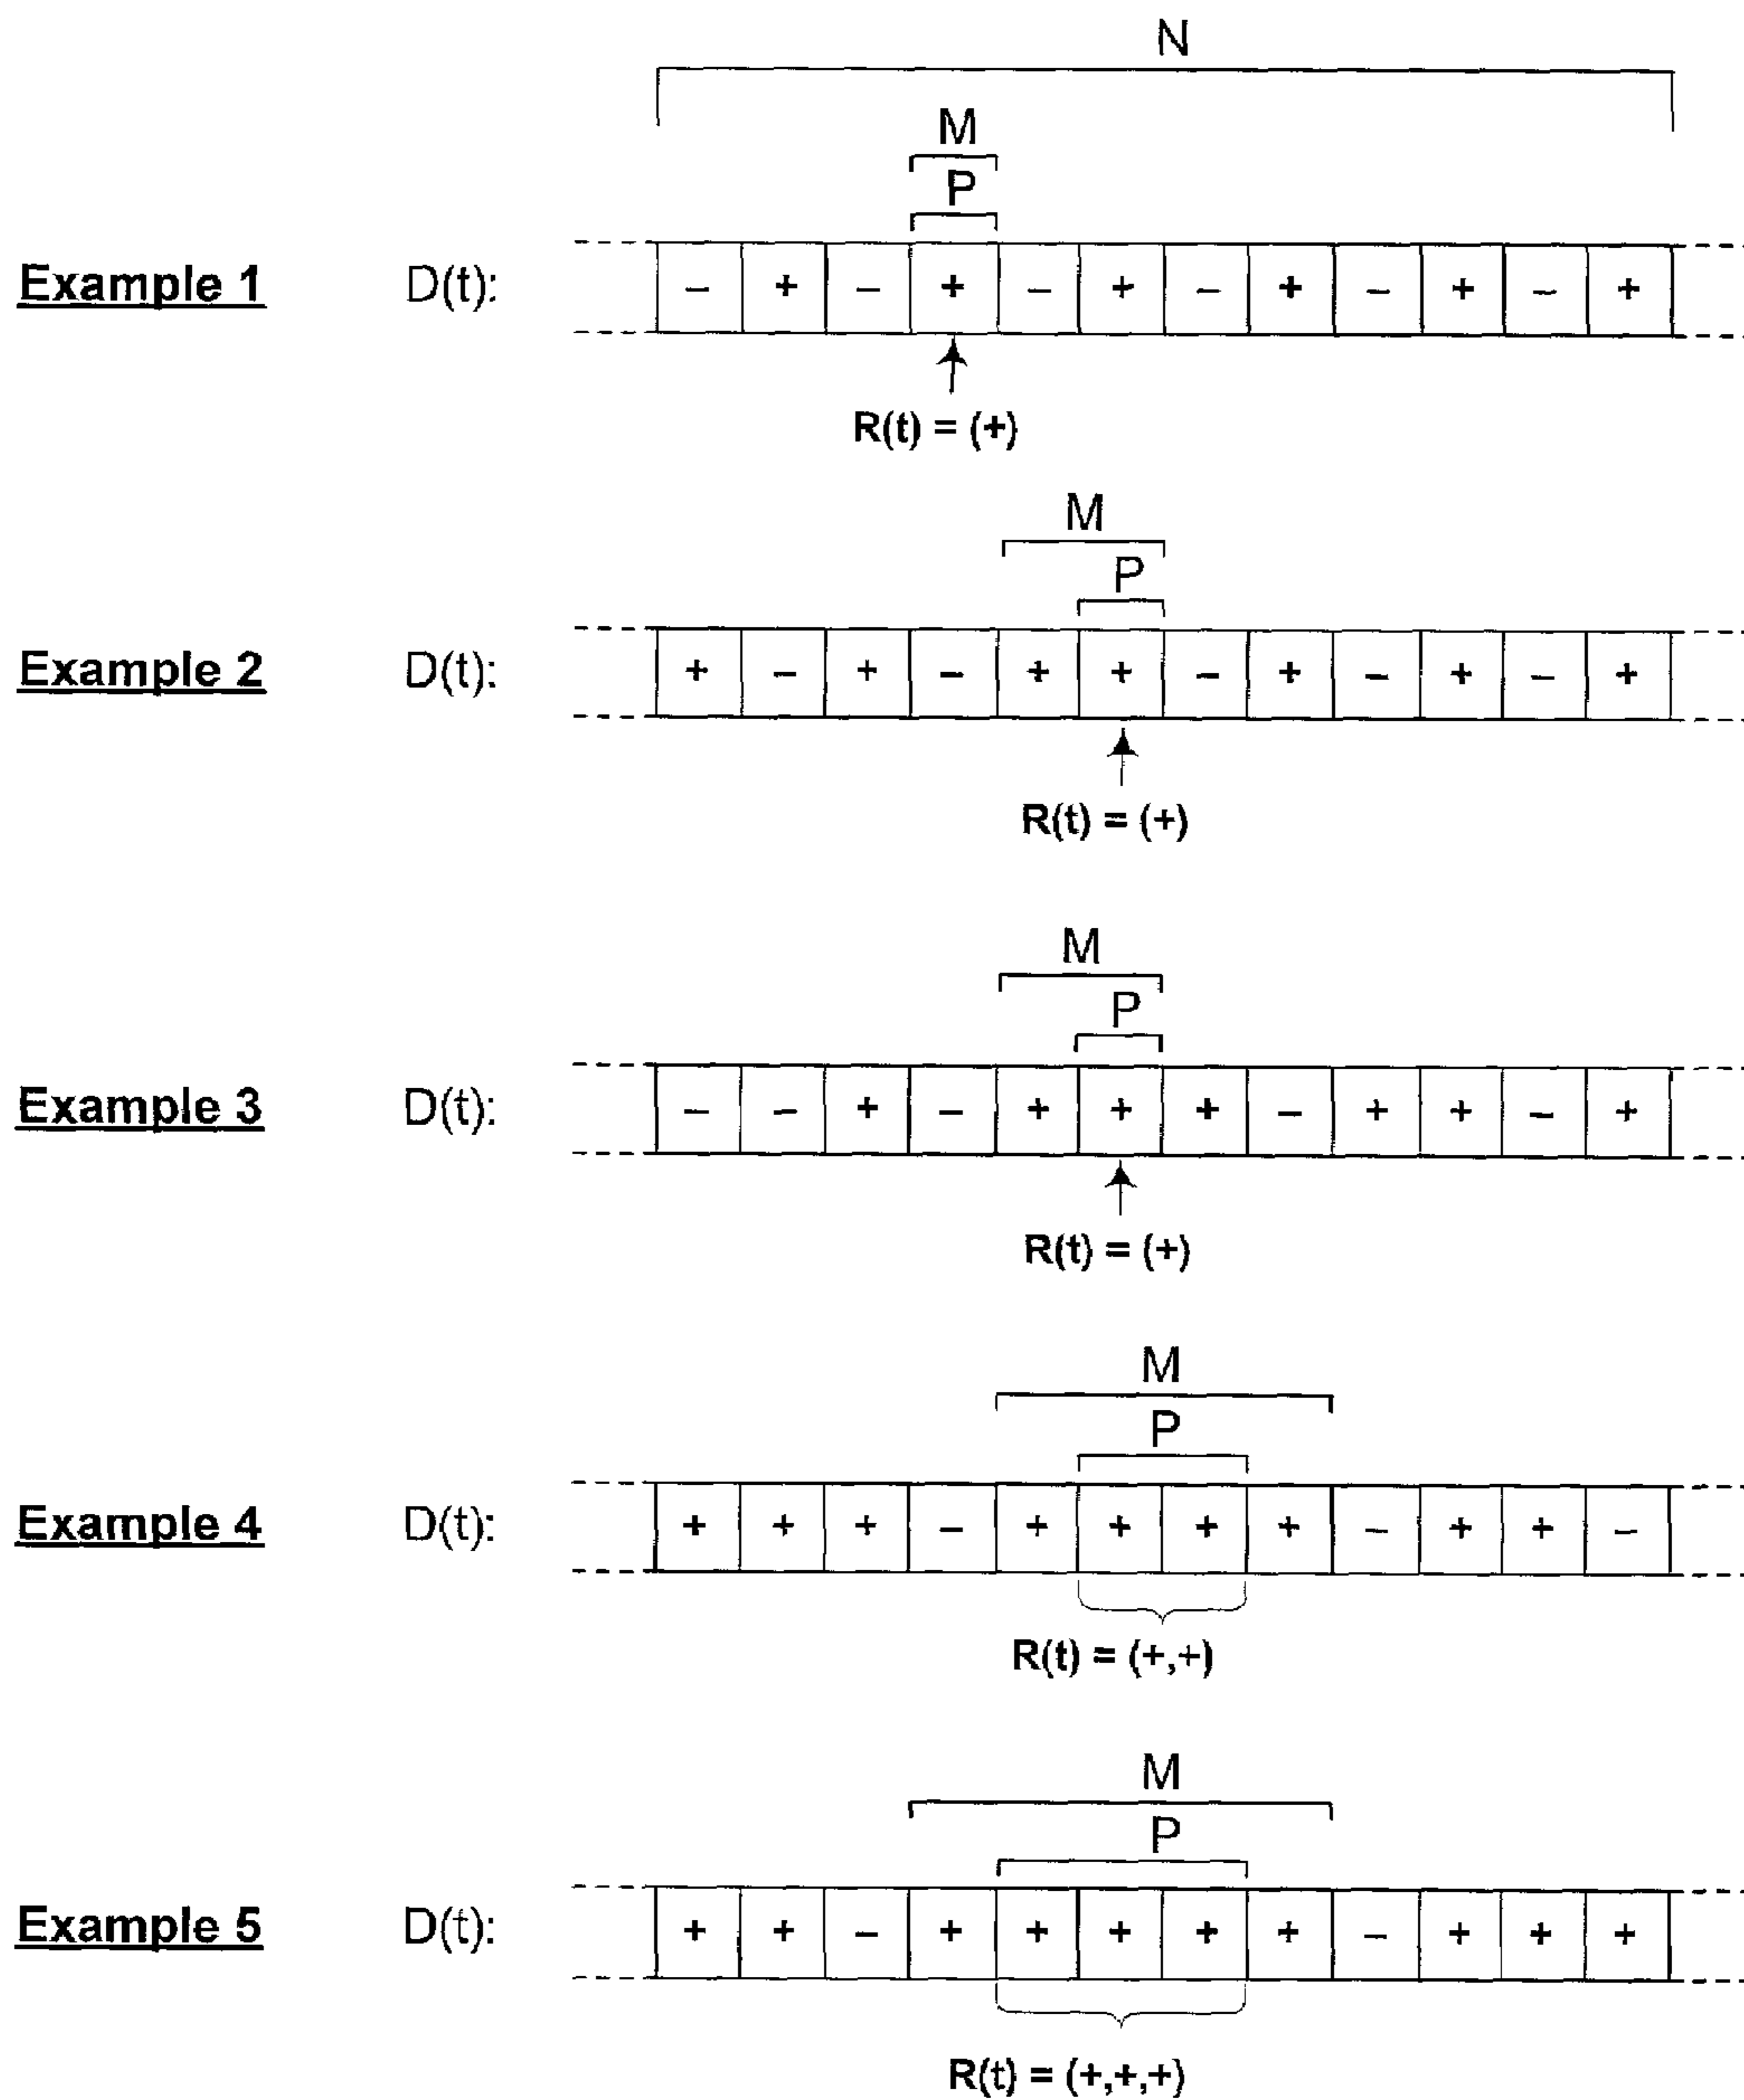 N
M
P
Example 1 D(t): – + – + – + – + – + – +
R(t) = (+)
M
P
Example 2 D(t): + – + – + + – + – + – +
R(t) = (+)
M
P
Example 3 D(t): – – + – + + + – + + – +
R(t) = (+)
M
P
Example 4 D(t): + + + – + + + + – + + –
R(t) = (+,+)
M
P
Example 5 D(t): + + – + + + + + – + + +
R(t) = (+,+,+)